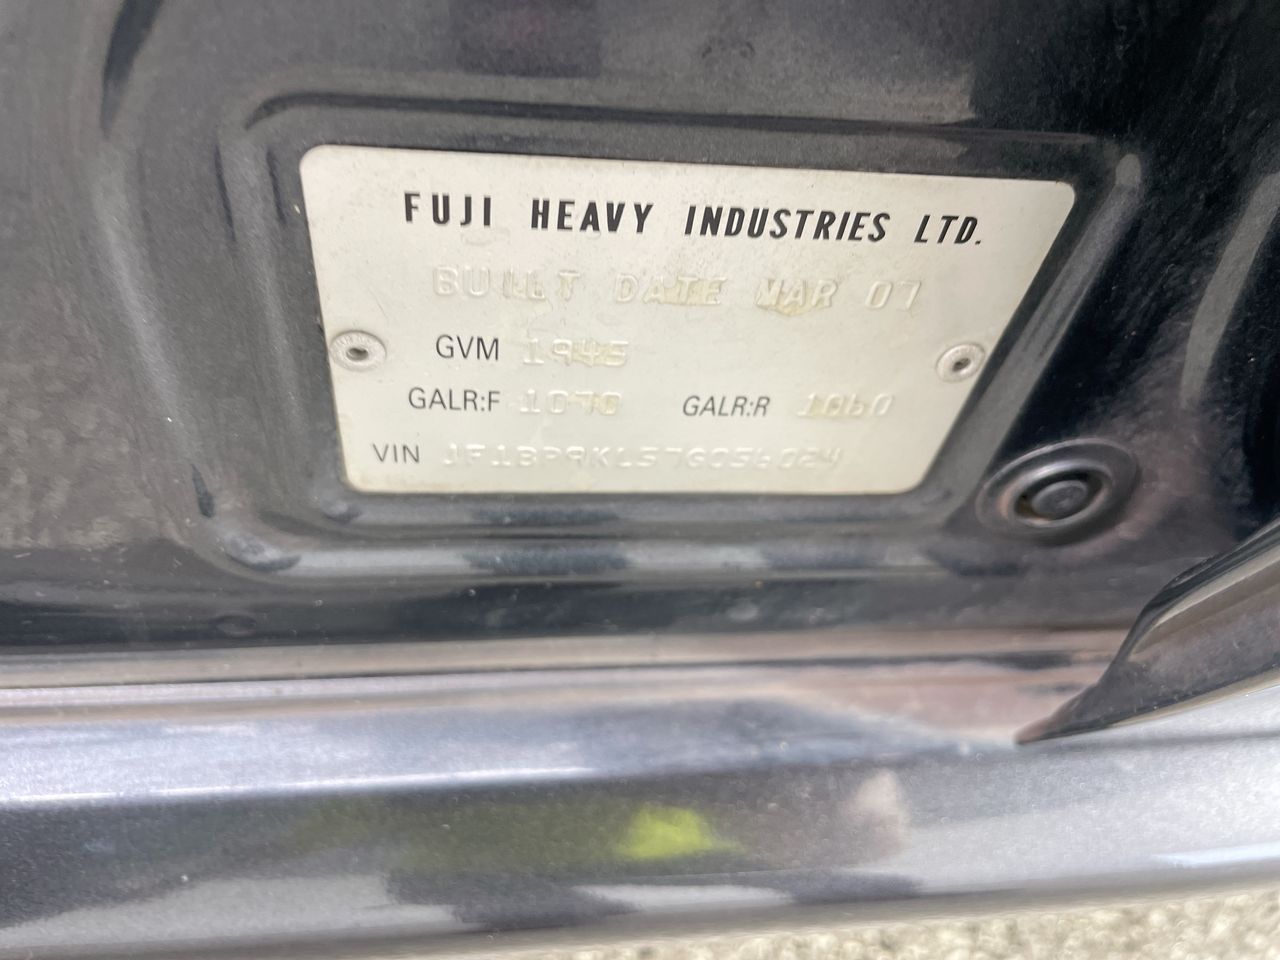 FUJI HEAVY INDUSTRIES LTD.
BUILT DATE MAR 07
GVM 1945
GALR:F 1070 GALR:R 1060
VIN JF1BP9KL57G056024